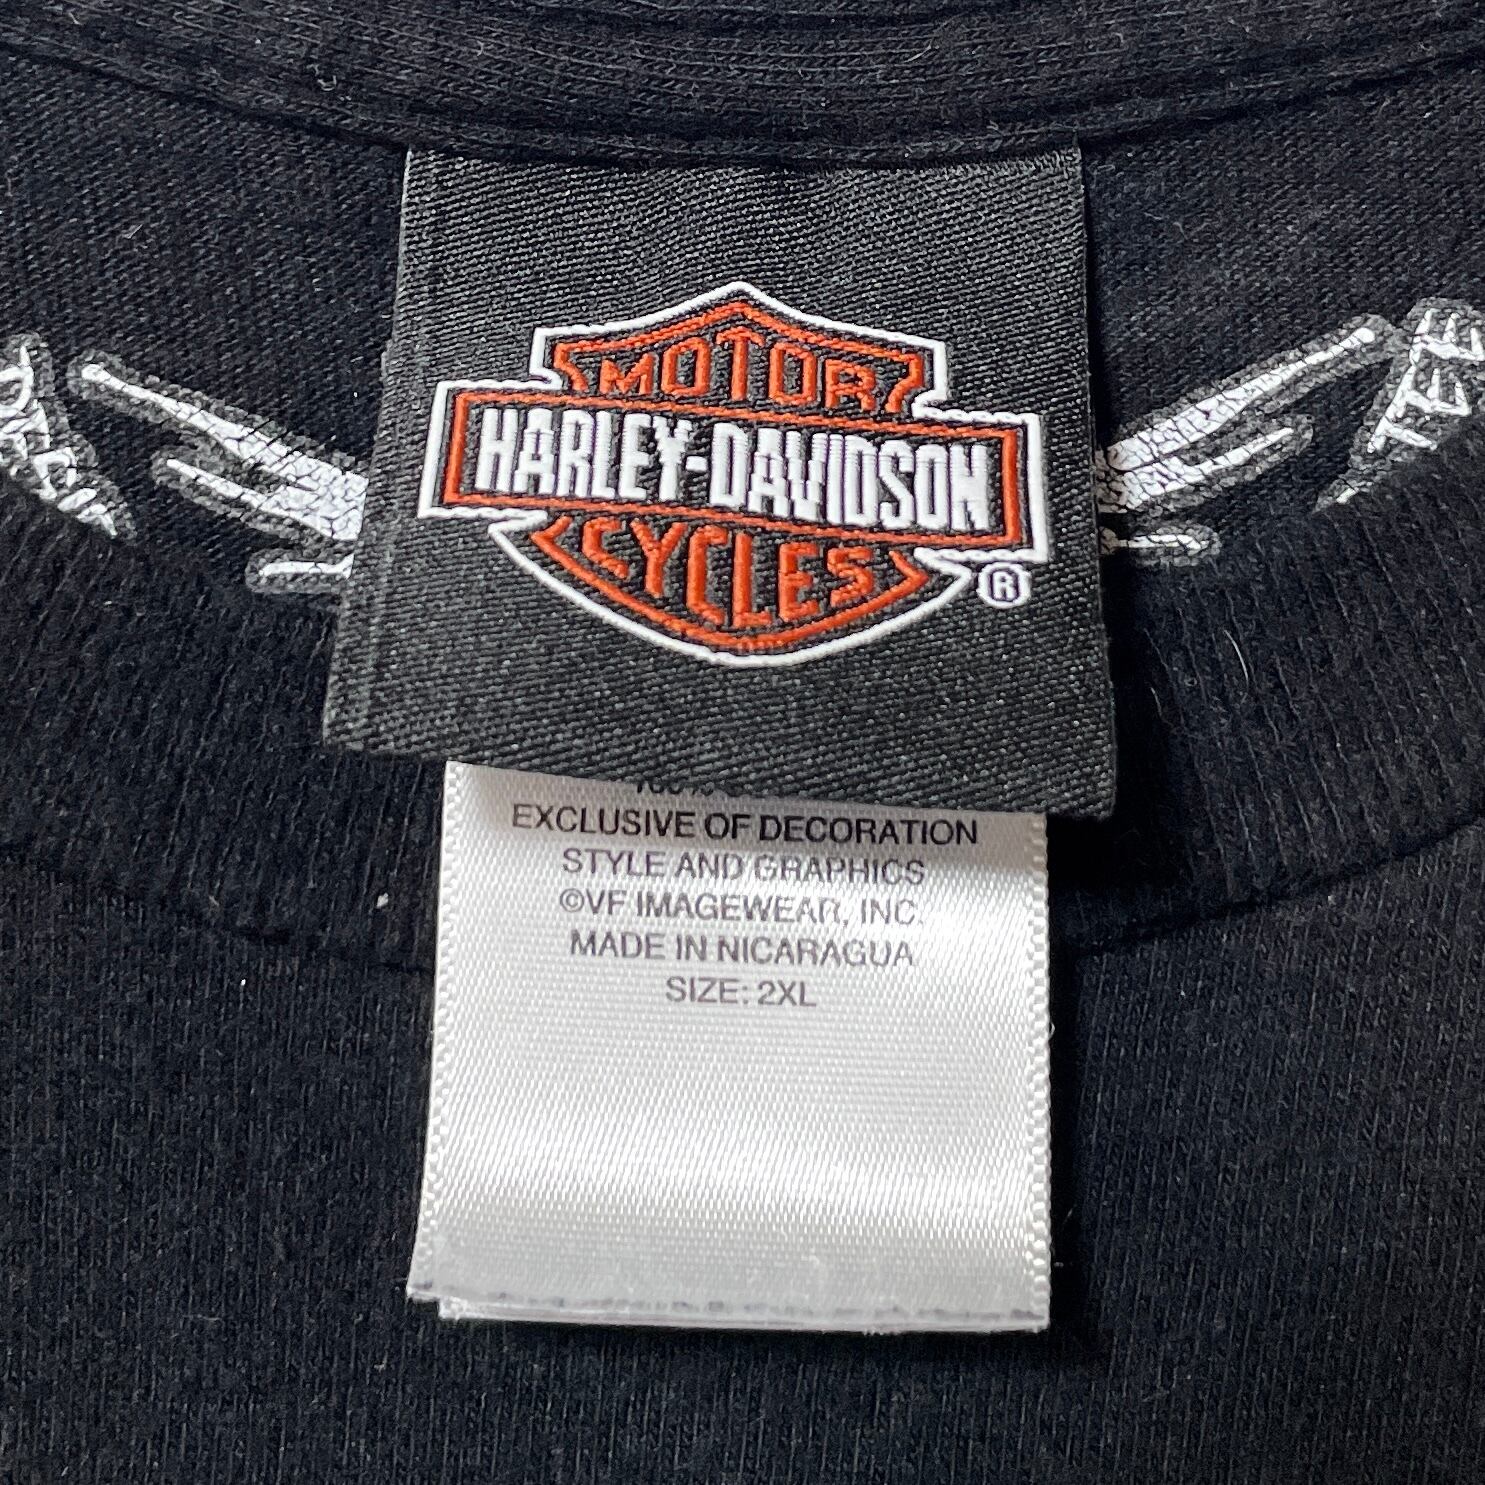 MOTOR
HARLEY-DAVIDSON
CYCLES
®
EXCLUSIVE OF DECORATION
STYLE AND GRAPHICS
©VF IMAGEWEAR, INC.
MADE IN NICARAGUA
SIZE: 2XL